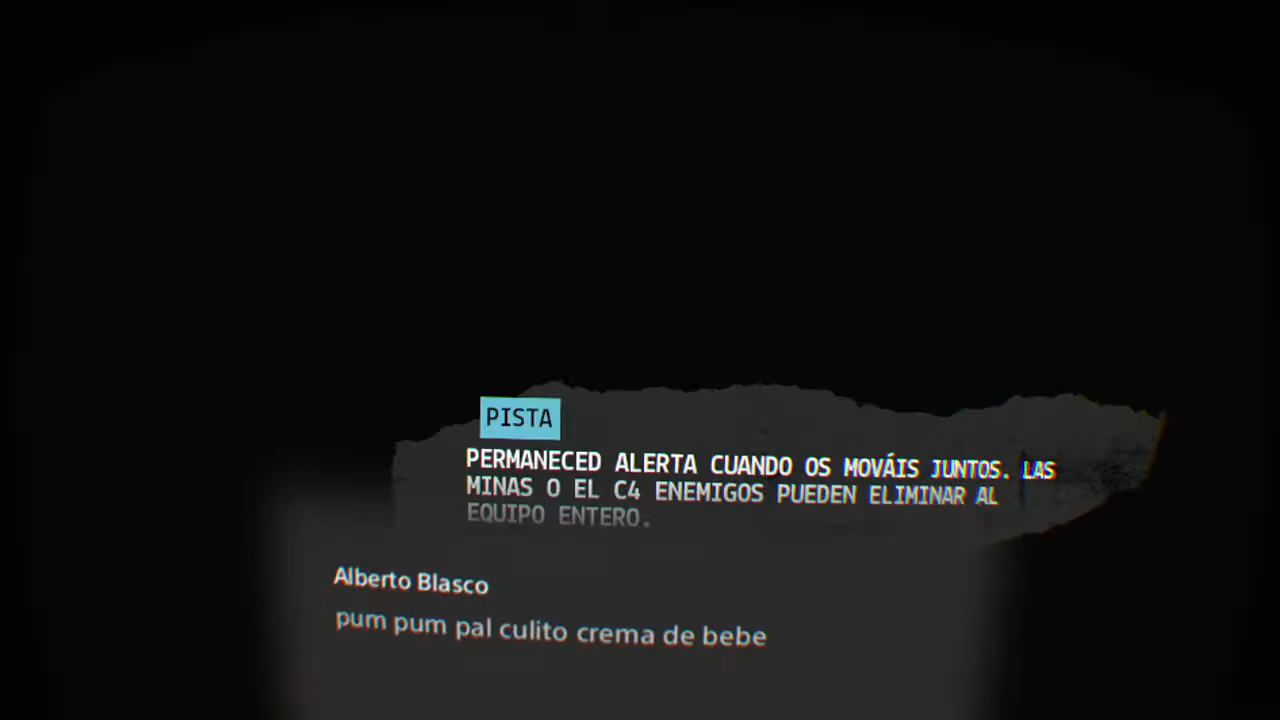 PISTA
PERMANECED ALERTA CUANDO OS MOVÁIS JUNTOS. LAS
MINAS O EL C4 ENEMIGOS PUEDEN ELIMINAR AL
EQUIPO ENTERO.
Alberto Blasco
pum pum pal culito crema de bebe